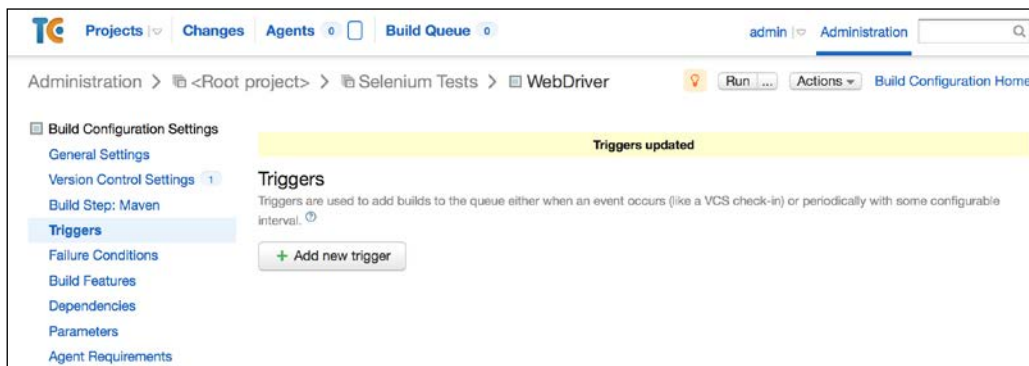 TC Projects Changes Agents 0 Build Queue 0 admin Administration
Administration > <Root project> > Selenium Tests > WebDriver Run ... Actions Build Configuration Home
Build Configuration Settings
General Settings
Version Control Settings 1
Build Step: Maven
Triggers
Failure Conditions
Build Features
Dependencies
Parameters
Agent Requirements
Triggers updated
Triggers
Triggers are used to add builds to the queue either when an event occurs (like a VCS check-in) or periodically with some configurable
interval. ?
+ Add new trigger